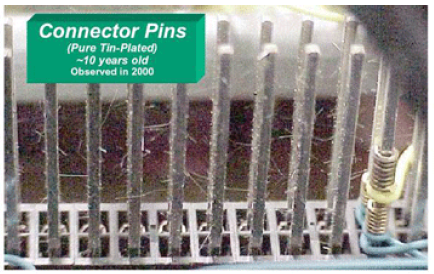 Connector Pins
(Pure Tin-Plated)
~10 years old
Observed in 2000